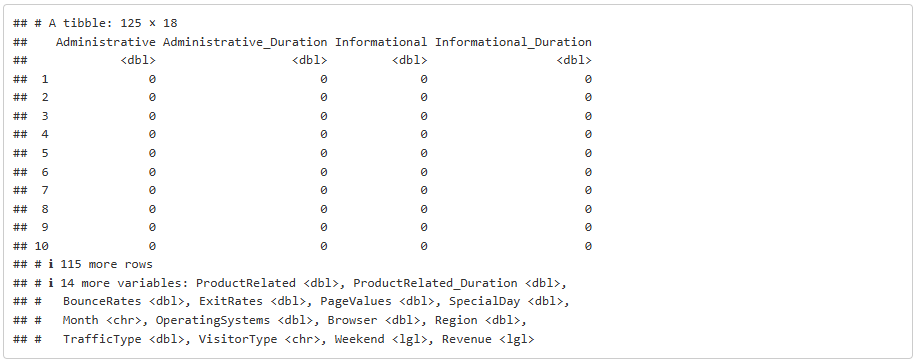 ## # A tibble: 125 × 18
##    Administrative Administrative_Duration Informational Informational_Duration
##             <dbl>                   <dbl>         <dbl>                  <dbl>
##  1              0                       0             0                      0
##  2              0                       0             0                      0
##  3              0                       0             0                      0
##  4              0                       0             0                      0
##  5              0                       0             0                      0
##  6              0                       0             0                      0
##  7              0                       0             0                      0
##  8              0                       0             0                      0
##  9              0                       0             0                      0
## 10              0                       0             0                      0
## # ℹ 115 more rows
## # ℹ 14 more variables: ProductRelated <dbl>, ProductRelated_Duration <dbl>,
## #   BounceRates <dbl>, ExitRates <dbl>, PageValues <dbl>, SpecialDay <dbl>,
## #   Month <chr>, OperatingSystems <dbl>, Browser <dbl>, Region <dbl>,
## #   TrafficType <dbl>, VisitorType <chr>, Weekend <lgl>, Revenue <lgl>